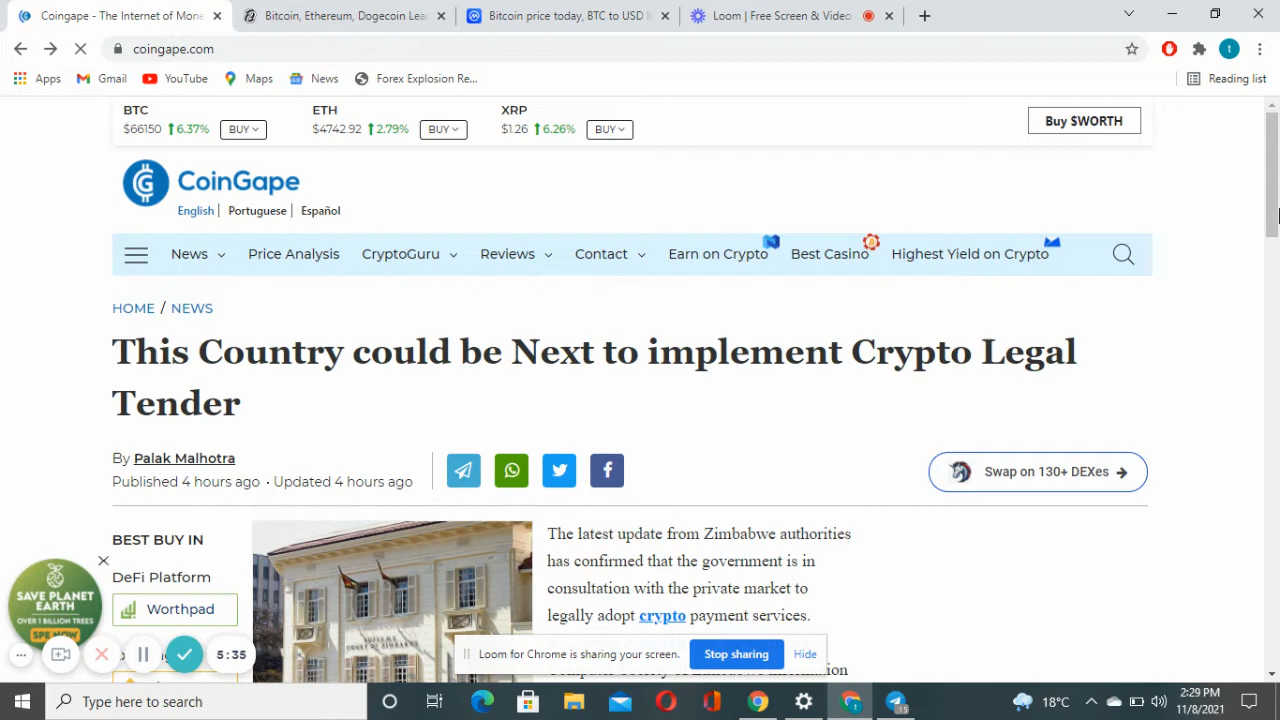 Coingape - The Internet of Mone
Bitcoin, Ethereum, Dogecoin Lea
Bitcoin price today, BTC to USD li
Loom | Free Screen & Video
coingape.com
t
Apps
Gmail
YouTube
Maps
News
Forex Explosion Re...
Reading list
BTC
ETH
XRP
$66150 6.37% BUY
$4742.92 2.79% BUY
$1.26 6.26% BUY
Buy $WORTH
CoinGape
English | Portuguese | Español
News
Price Analysis
CryptoGuru
Reviews
Contact
Earn on Crypto
Best Casino
Highest Yield on Crypto
HOME / NEWS
This Country could be Next to implement Crypto Legal
Tender
By Palak Malhotra
Published 4 hours ago · Updated 4 hours ago
Swap on 130+ DEXes
BEST BUY IN
DeFi Platform
Worthpad
The latest update from Zimbabwe authorities
has confirmed that the government is in
consultation with the private market to
legally adopt crypto payment services.
SAVE PLANET
EARTH
OVER 1 BILLION TREES
SPE NOW
5:35
Loom for Chrome is sharing your screen.
Stop sharing
Hide
Type here to search
15
18°C
2:29 PM
11/8/2021